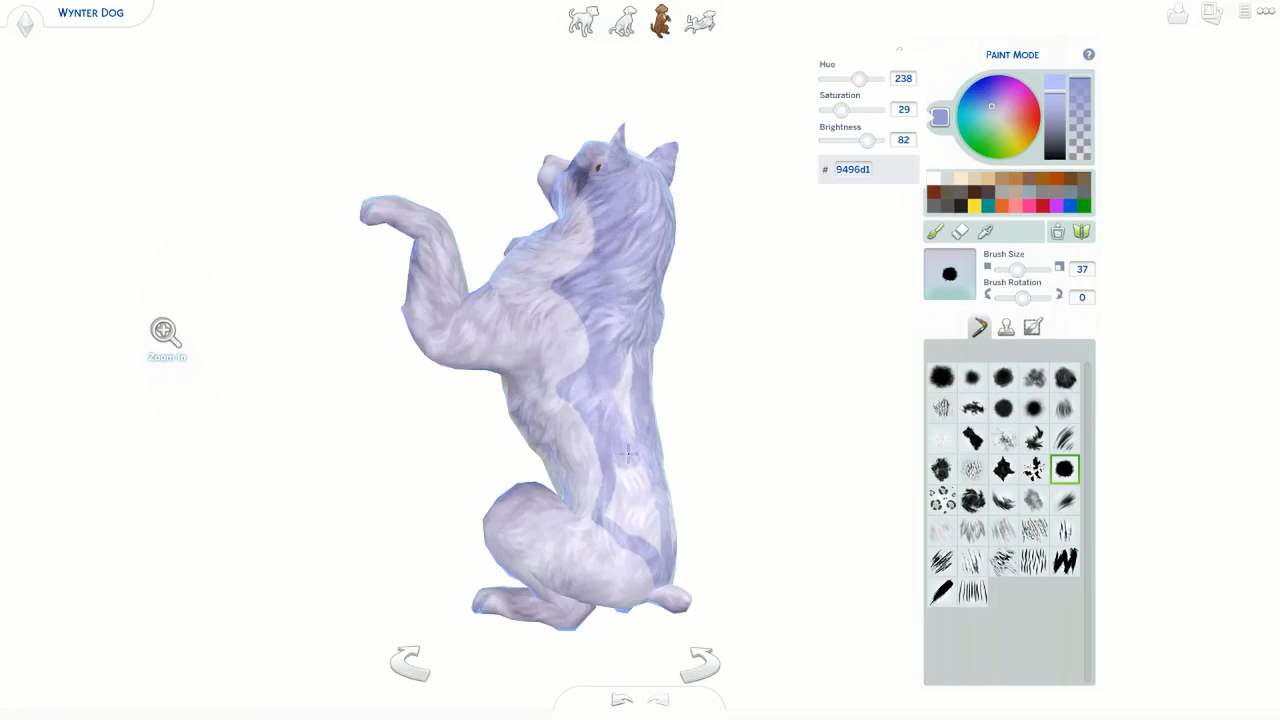 WYNTER DOG
PAINT MODE
?
Hue
238
Saturation
29
Brightness
82
# 9496d1
Brush Size
37
Brush Rotation
0
Zoom In